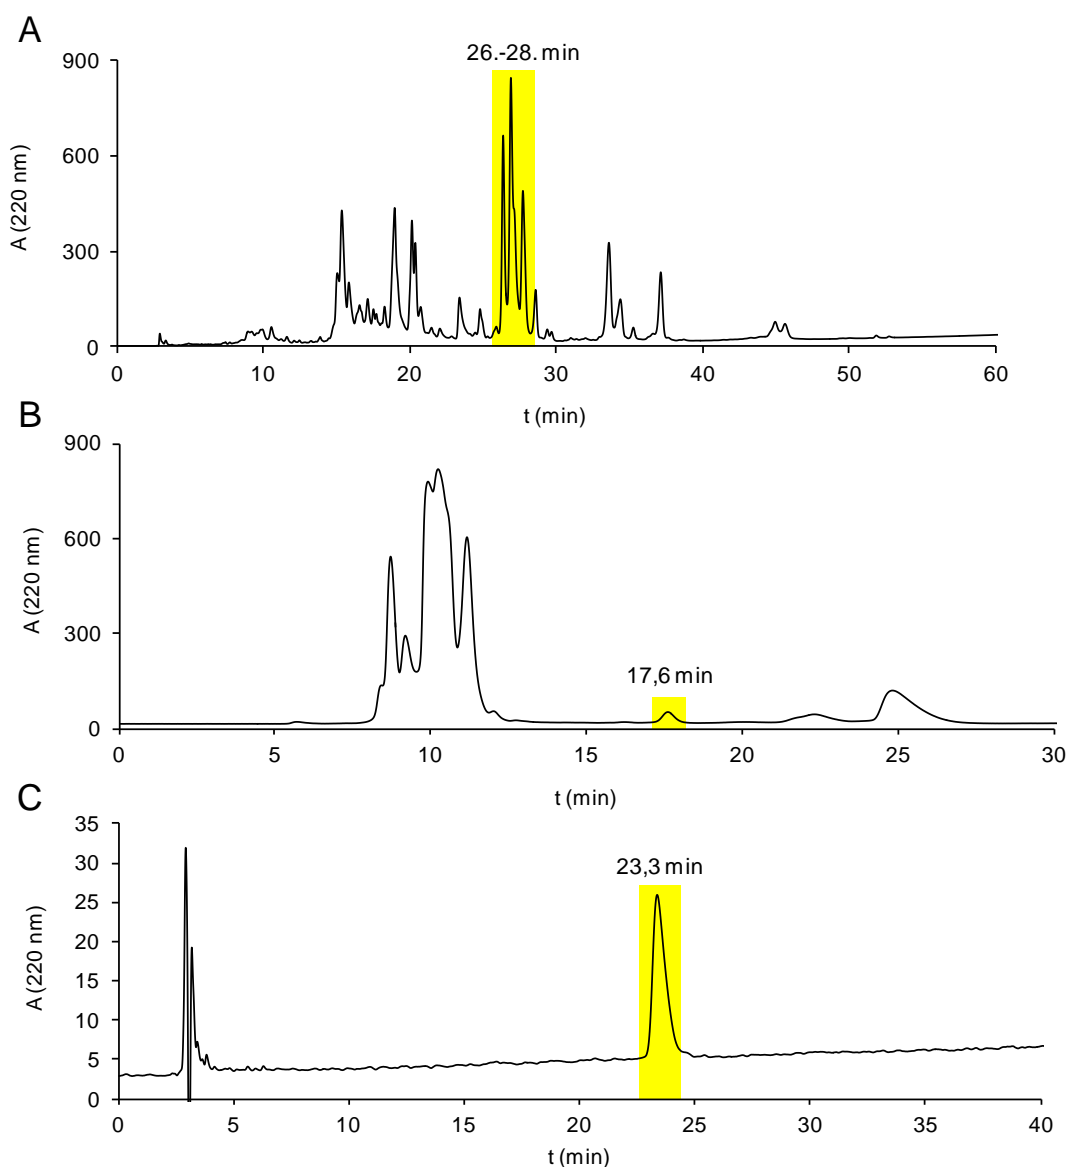 A
26.-28. min
900
600
300
0
A (220 nm)
0 10 20 30 40 50 60
t (min)
B
900
600
300
0
A (220 nm)
17,6 min
0 5 10 15 20 25 30
t (min)
C
35
30
25
20
15
10
5
0
A (220 nm)
23,3 min
0 5 10 15 20 25 30 35 40
t (min)